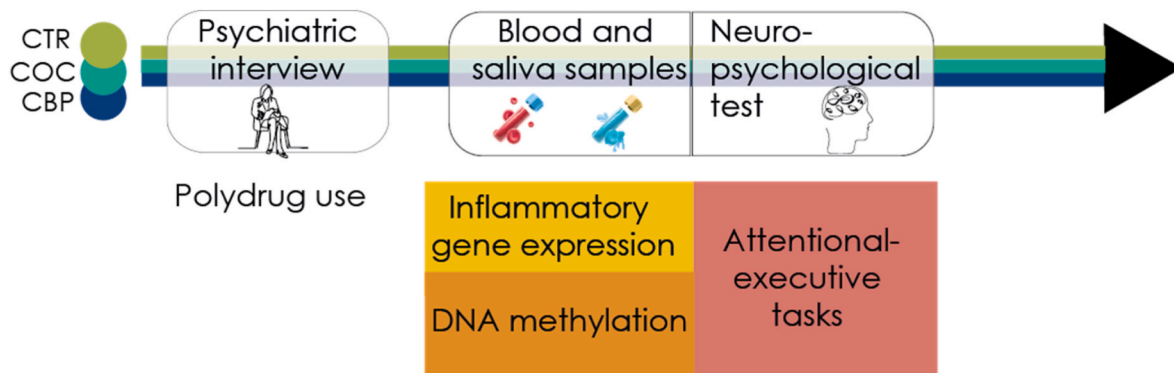 CTR
COC
CBP
Psychiatric
interview
Blood and
saliva samples
Neuro-
psychological
test
Polydrug use
Inflammatory
gene expression
DNA methylation
Attentional-
executive
tasks